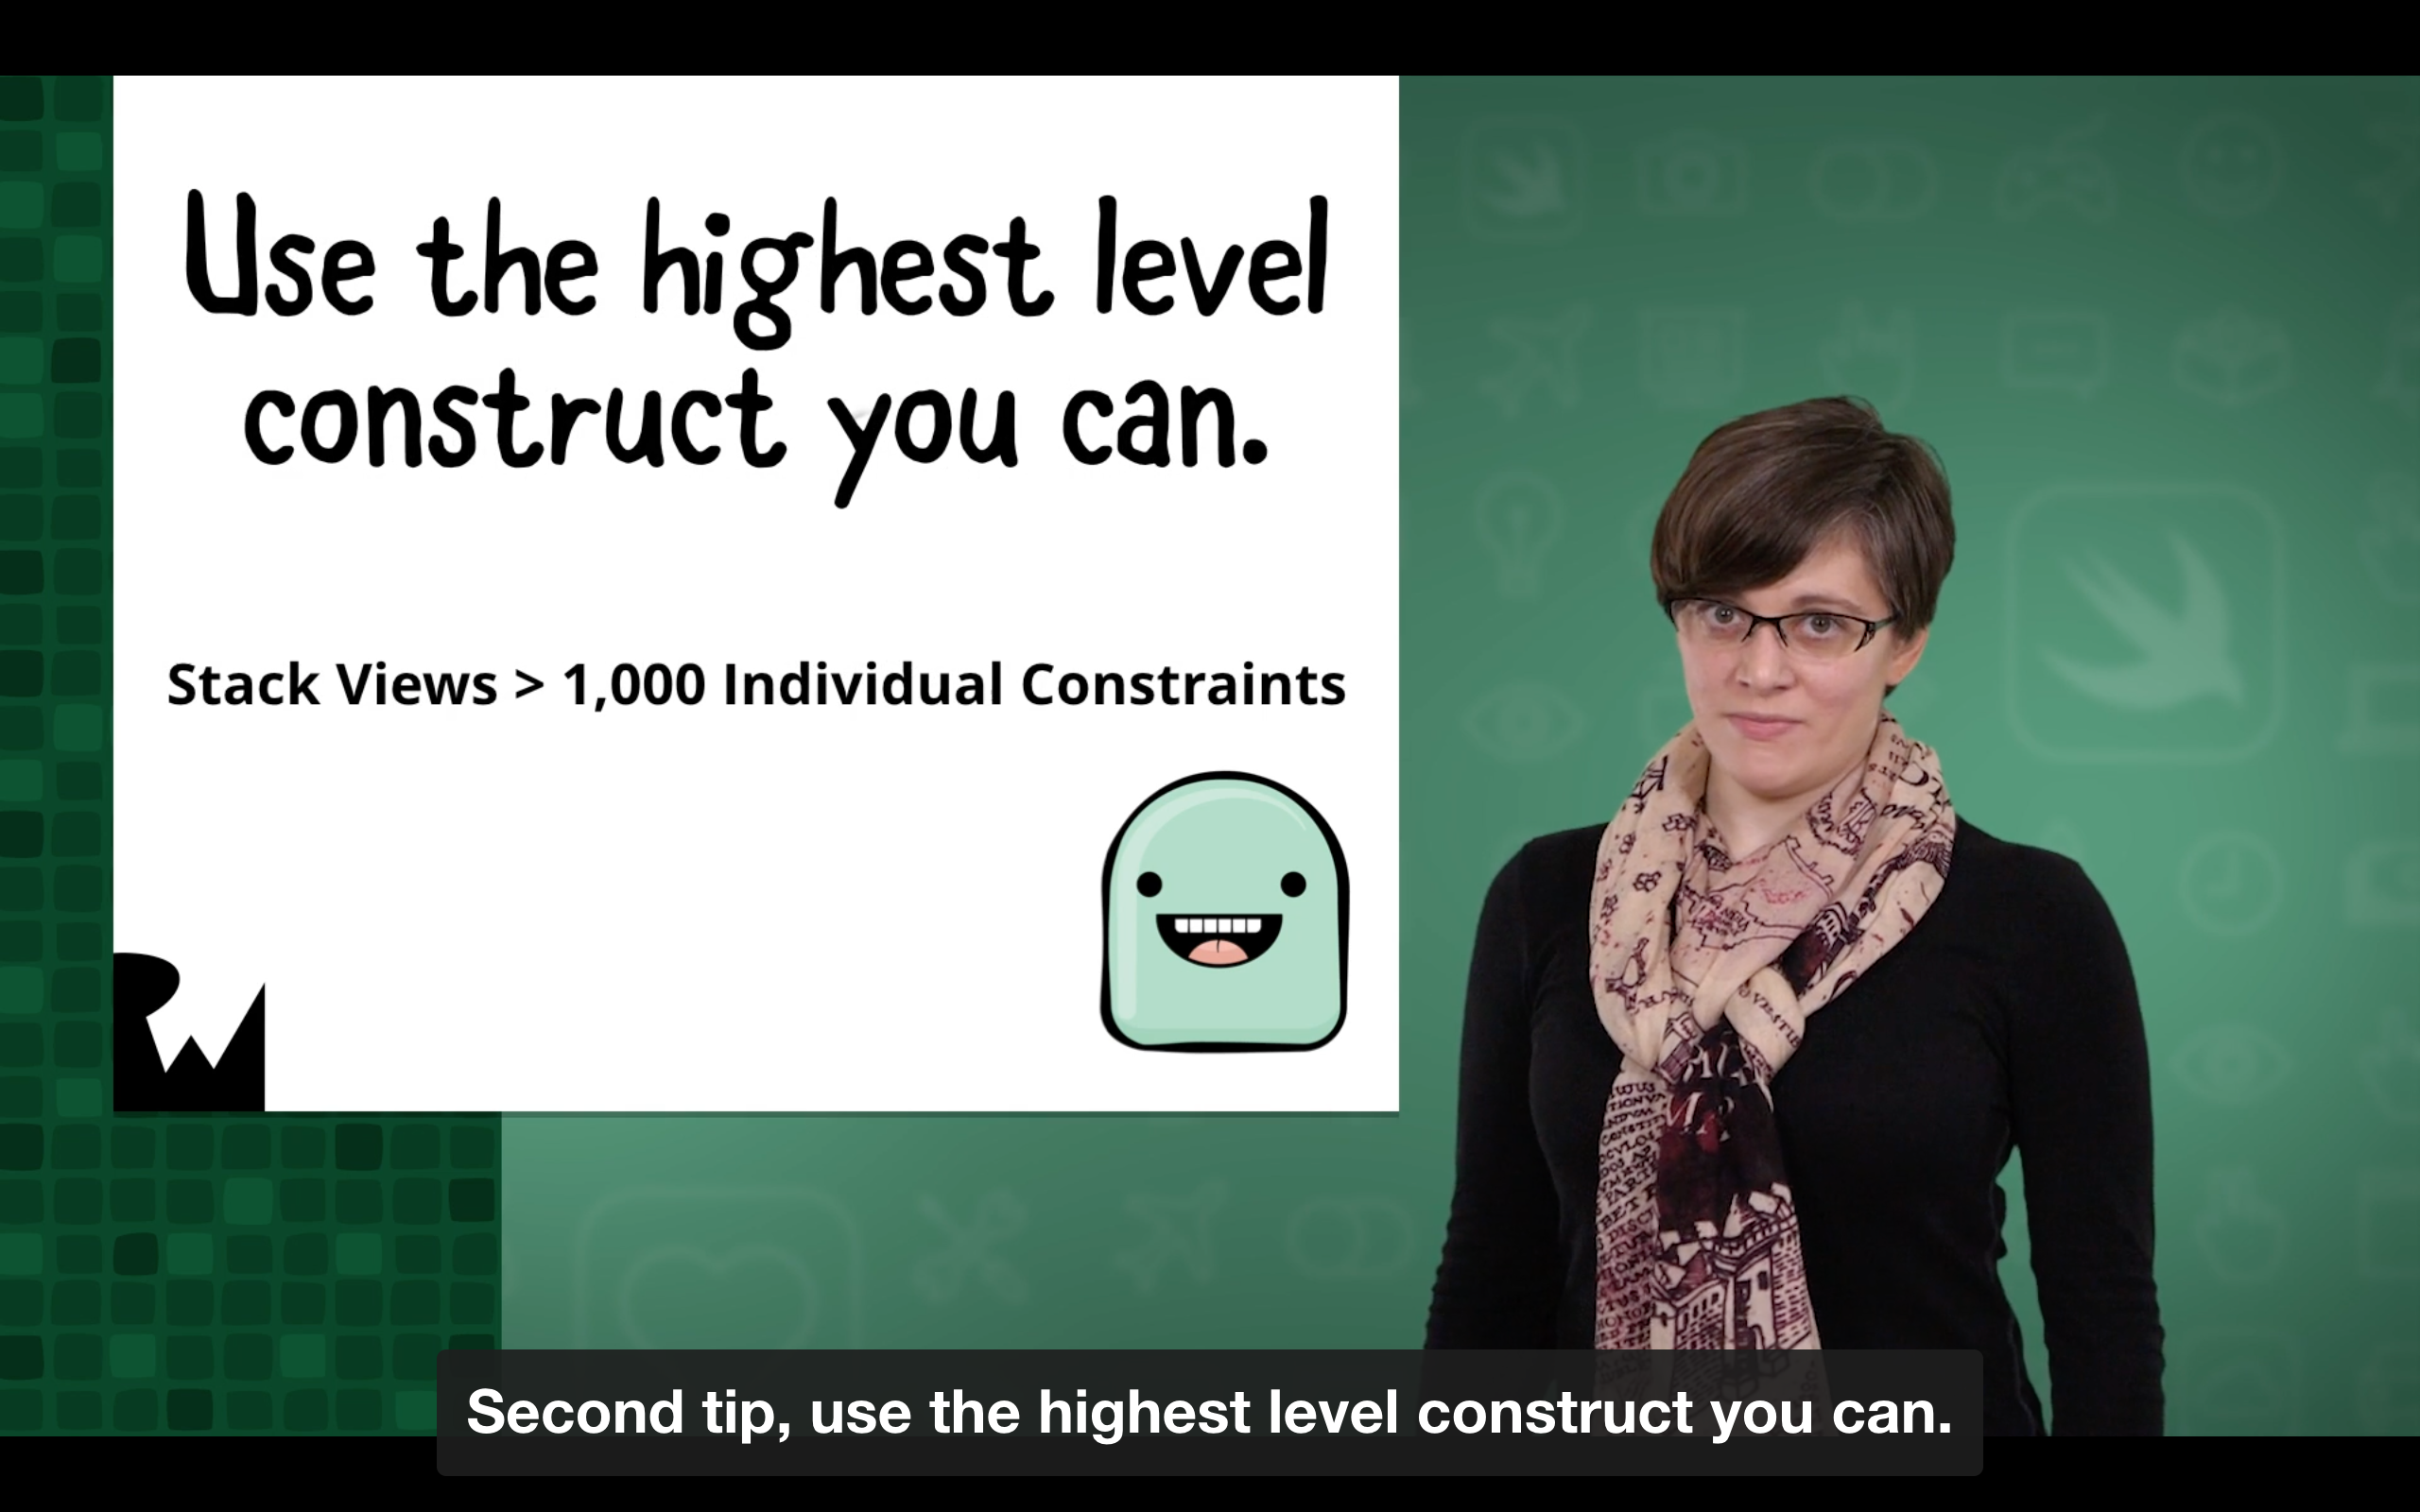 Use the highest level
construct you can.
Stack Views > 1,000 Individual Constraints
RW
Second tip, use the highest level construct you can.